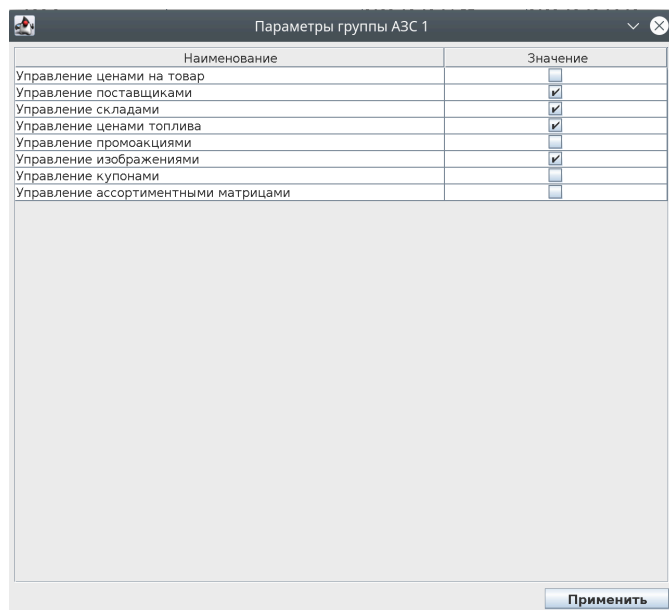 Параметры группы АЗС 1
Наименование Значение
Управление ценами на товар
Управление поставщиками
Управление складами
Управление ценами топлива
Управление промоакциями
Управление изображениями
Управление купонами
Управление ассортиментными матрицами
Применить